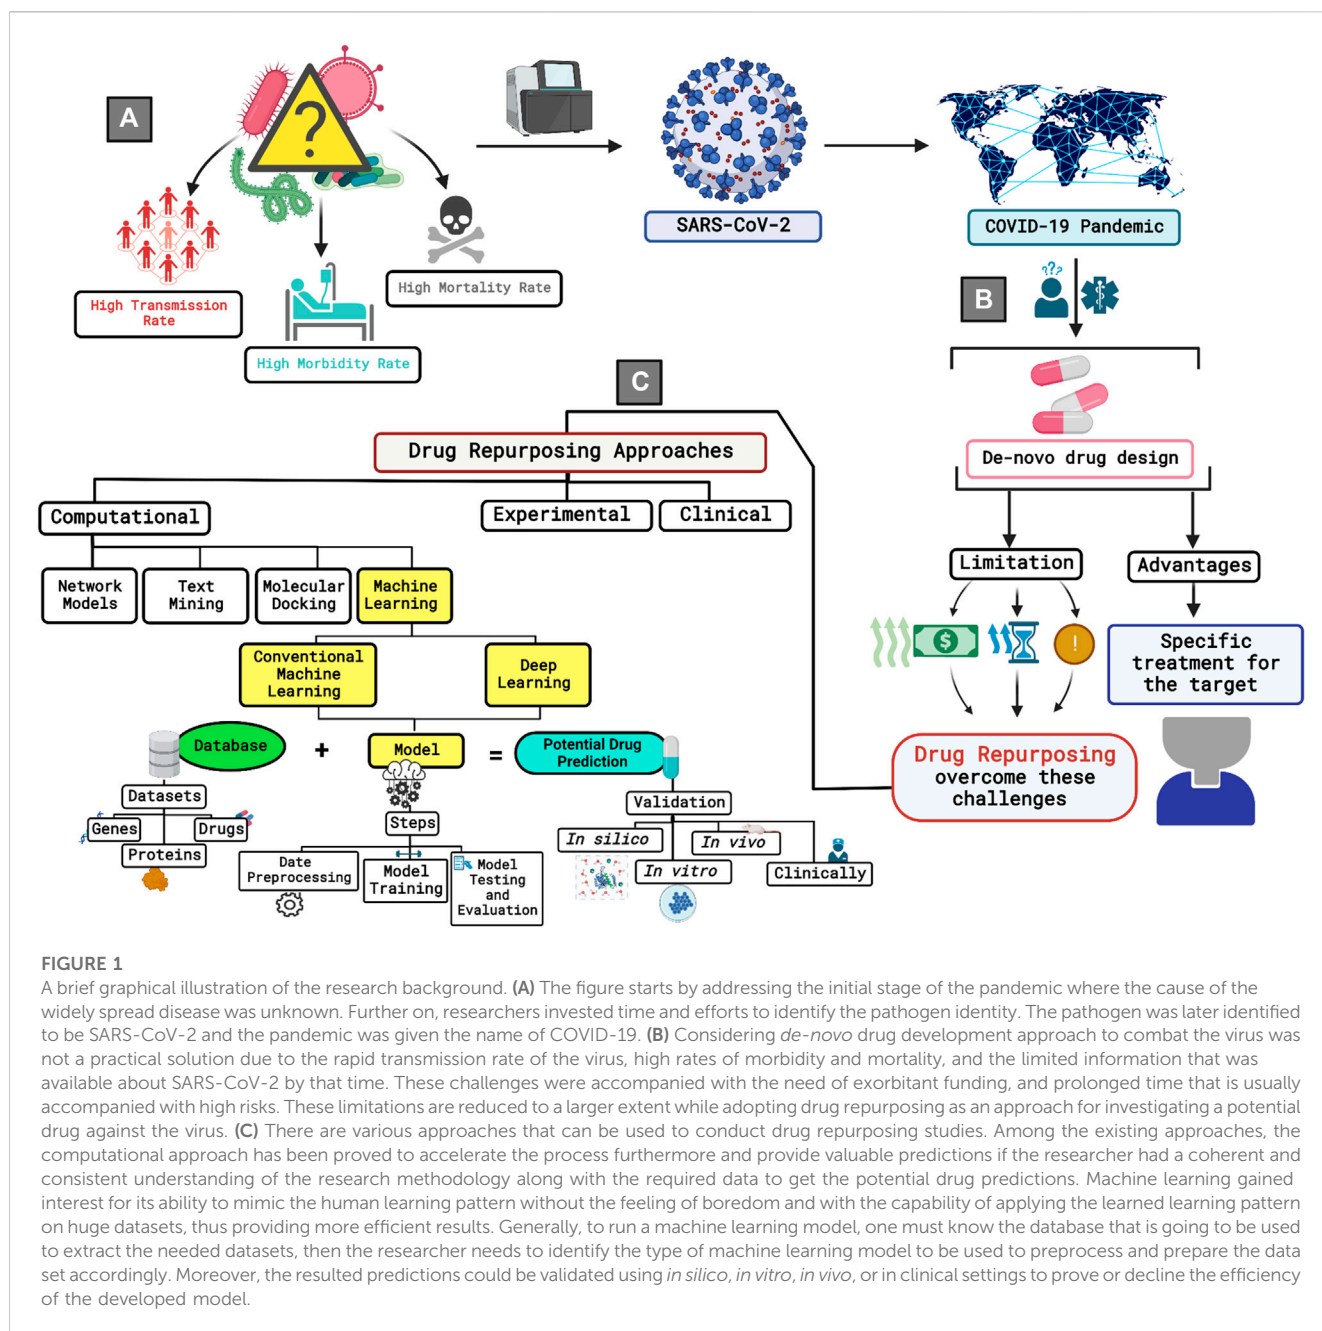 A
?
High Transmission
Rate
High Morbidity Rate
High Mortality Rate
SARS-CoV-2
COVID-19 Pandemic
B
???
De-novo drug design
Limitation
Advantages
$
!
Specific
treatment for
the target
Drug Repurposing
overcome these
challenges
C
Drug Repurposing Approaches
Computational
Experimental
Clinical
Network
Models
Text
Mining
Molecular
Docking
Machine
Learning
Conventional
Machine
Learning
Deep
Learning
Database
+
Model
=
Potential Drug
Prediction
Datasets
Genes
Drugs
Proteins
Steps
Date
Preprocessing
Model
Training
Model
Testing
and
Evaluation
Validation
In silico
In vivo
In vitro
Clinically
FIGURE 1
A brief graphical illustration of the research background. (A) The figure starts by addressing the initial stage of the pandemic where the cause of the
widely spread disease was unknown. Further on, researchers invested time and efforts to identify the pathogen identity. The pathogen was later identified
to be SARS-CoV-2 and the pandemic was given the name of COVID-19. (B) Considering de-novo drug development approach to combat the virus was
not a practical solution due to the rapid transmission rate of the virus, high rates of morbidity and mortality, and the limited information that was
available about SARS-CoV-2 by that time. These challenges were accompanied with the need of exorbitant funding, and prolonged time that is usually
accompanied with high risks. These limitations are reduced to a larger extent while adopting drug repurposing as an approach for investigating a potential
drug against the virus. (C) There are various approaches that can be used to conduct drug repurposing studies. Among the existing approaches, the
computational approach has been proved to accelerate the process furthermore and provide valuable predictions if the researcher had a coherent and
consistent understanding of the research methodology along with the required data to get the potential drug predictions. Machine learning gained
interest for its ability to mimic the human learning pattern without the feeling of boredom and with the capability of applying the learned learning pattern
on huge datasets, thus providing more efficient results. Generally, to run a machine learning model, one must know the database that is going to be used
to extract the needed datasets, then the researcher needs to identify the type of machine learning model to be used to preprocess and prepare the data
set accordingly. Moreover, the resulted predictions could be validated using in silico, in vitro, in vivo, or in clinical settings to prove or decline the efficiency
of the developed model.